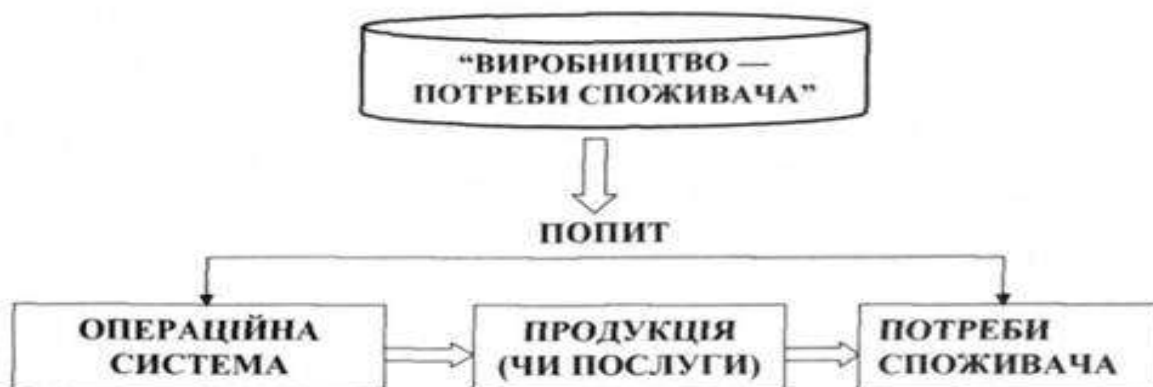 “ВИРОБНИЦТВО —
ПОТРЕБИ СПОЖИВАЧА”
ПОПИТ
ОПЕРАЦІЙНА
СИСТЕМА
ПРОДУКЦІЯ
(ЧИ ПОСЛУГИ)
ПОТРЕБИ
СПОЖИВАЧА